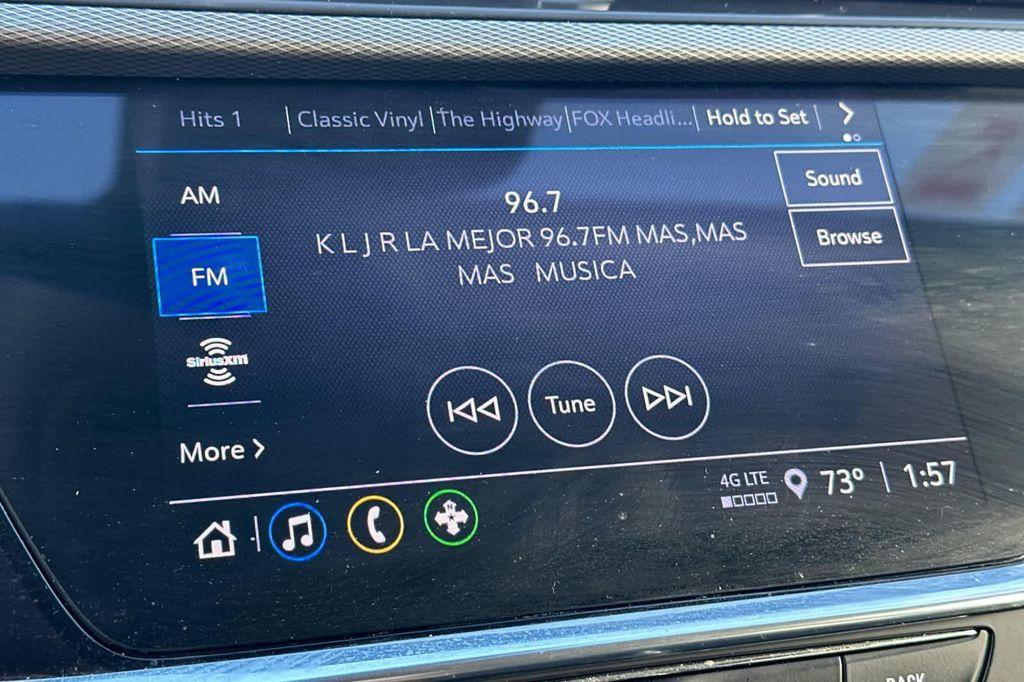 Hits 1 | Classic Vinyl | The Highway | FOX Headli... | Hold to Set |
AM
Sound
96.7
K L J R LA MEJOR 96.7FM MAS,MAS
Browse
FM
MAS MUSICA
SiriusXM
Tune
More
4G LTE
73° | 1:57
N
BACK